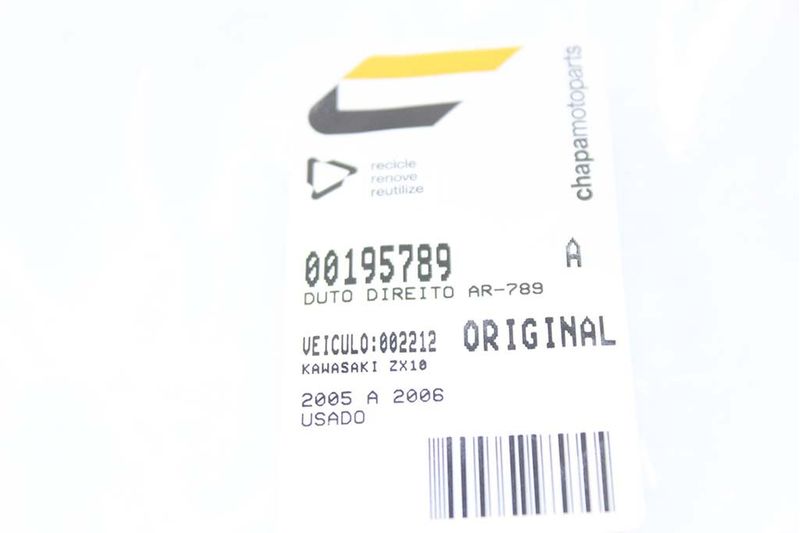 chapamotoparts
recicle
renove
reutilize
00195789 A
DUTO DIREITO AR-789
VEICULO:002212 ORIGINAL
KAWASAKI ZX10
2005 A 2006
USADO